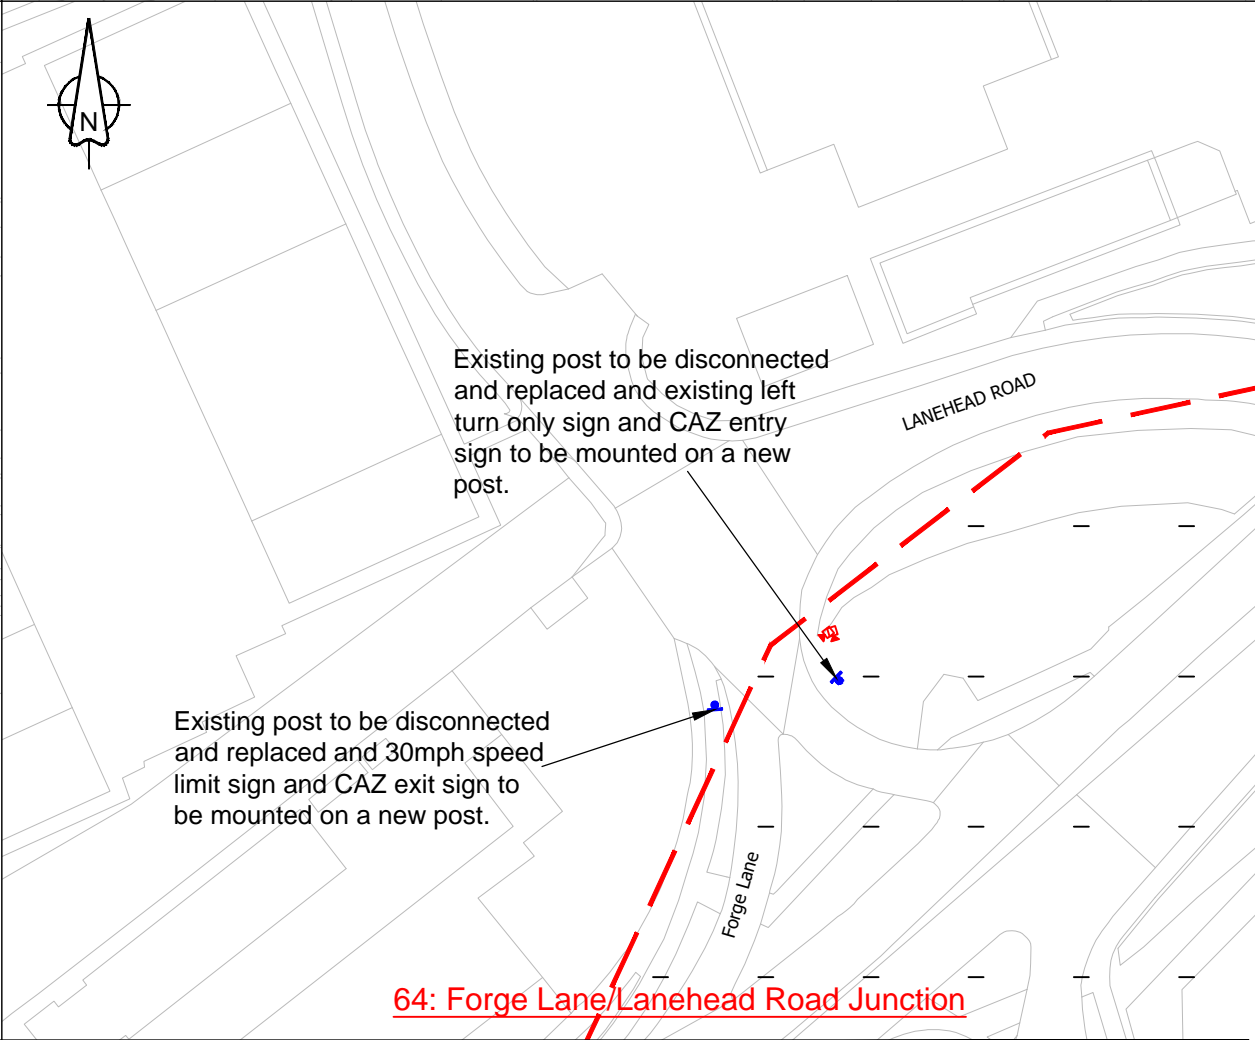 N
Existing post to be disconnected
and replaced and existing left
turn only sign and CAZ entry
sign to be mounted on a new
post.
LANEHEAD ROAD
Existing post to be disconnected
and replaced and 30mph speed
limit sign and CAZ exit sign to
be mounted on a new post.
Forge Lane
64: Forge Lane/Lanehead Road Junction